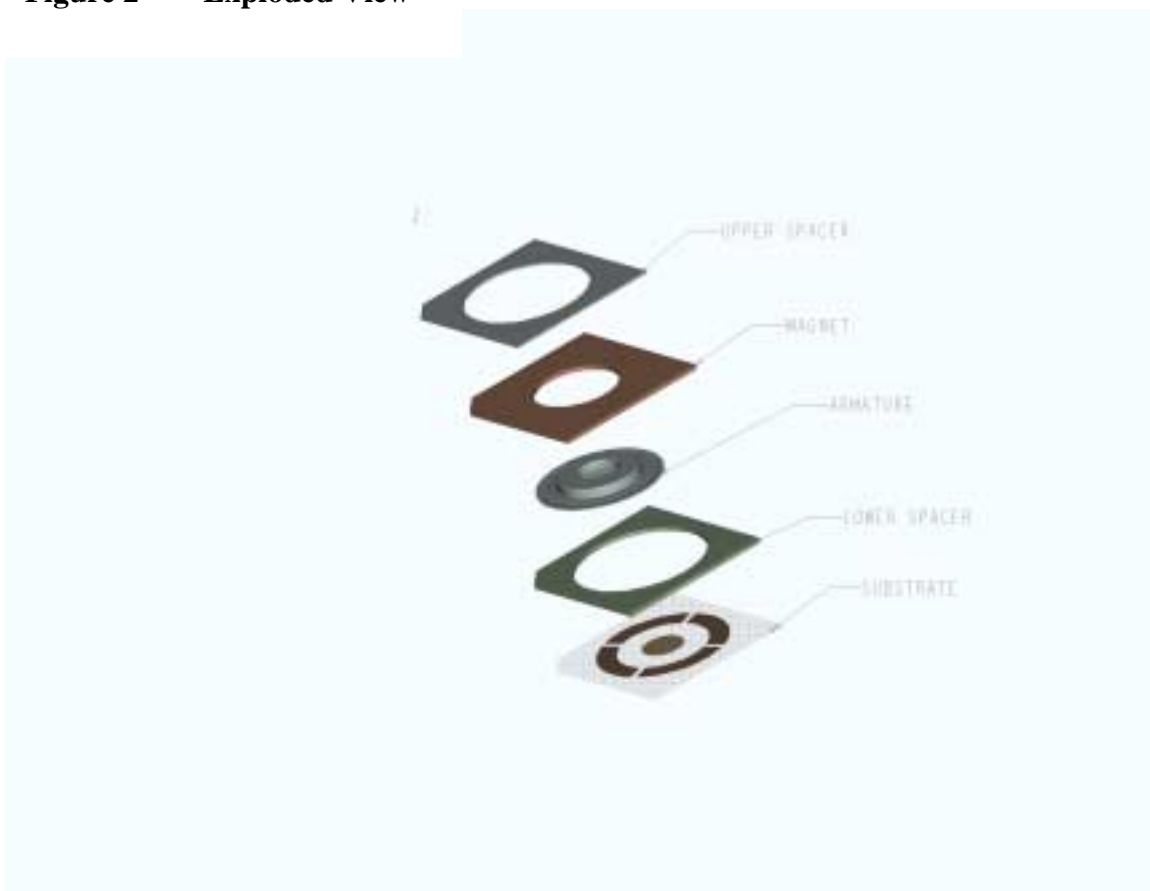 Figure 2 Exploded View
UPPER SPACER
MAGNET
ARMATURE
LOWER SPACER
SUBSTRATE